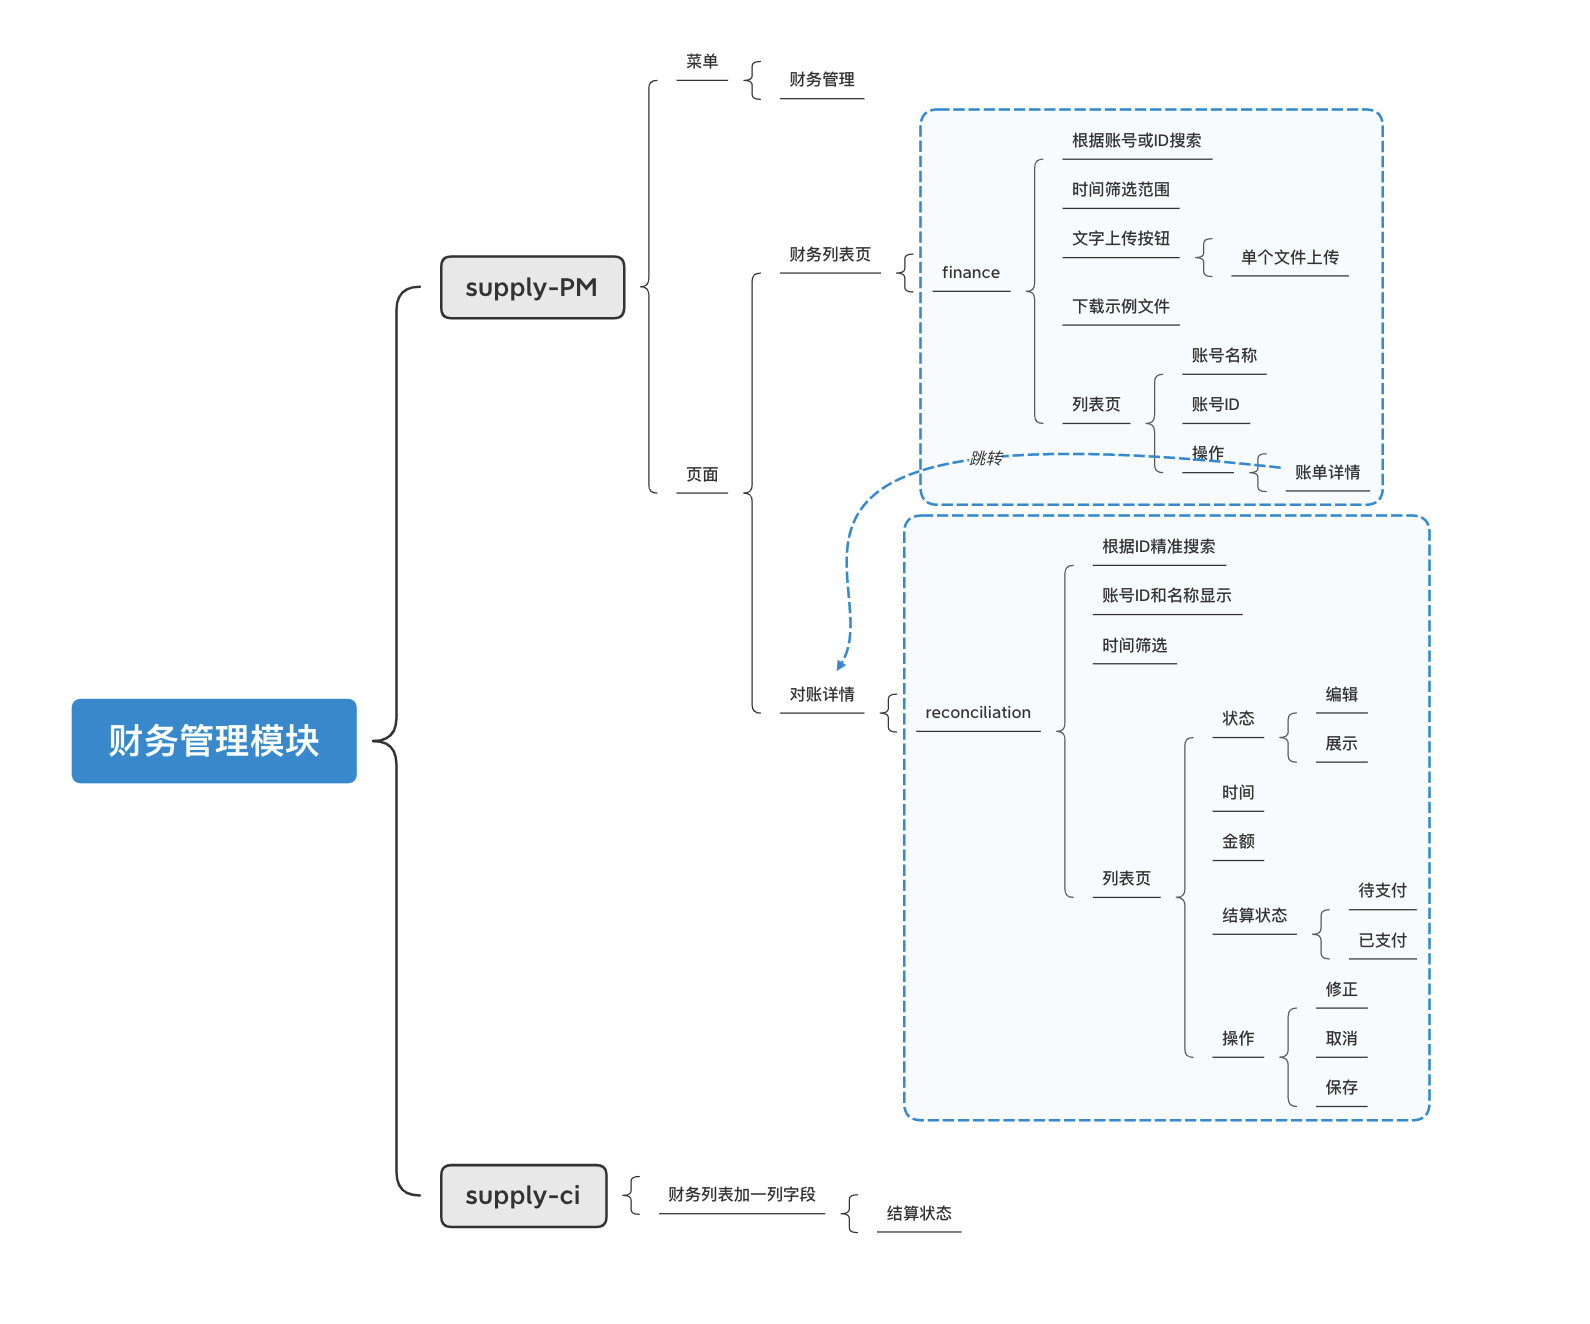 财务管理模块
supply-PM
菜单
财务管理
页面
财务列表页
finance
根据账号或ID搜索
时间筛选范围
文字上传按钮
单个文件上传
下载示例文件
列表页
账号名称
账号ID
操作
账单详情
跳转
对账详情
reconciliation
根据ID精准搜索
账号ID和名称显示
时间筛选
列表页
状态
编辑
展示
时间
金额
结算状态
待支付
已支付
操作
修正
取消
保存
supply-ci
财务列表加一列字段
结算状态